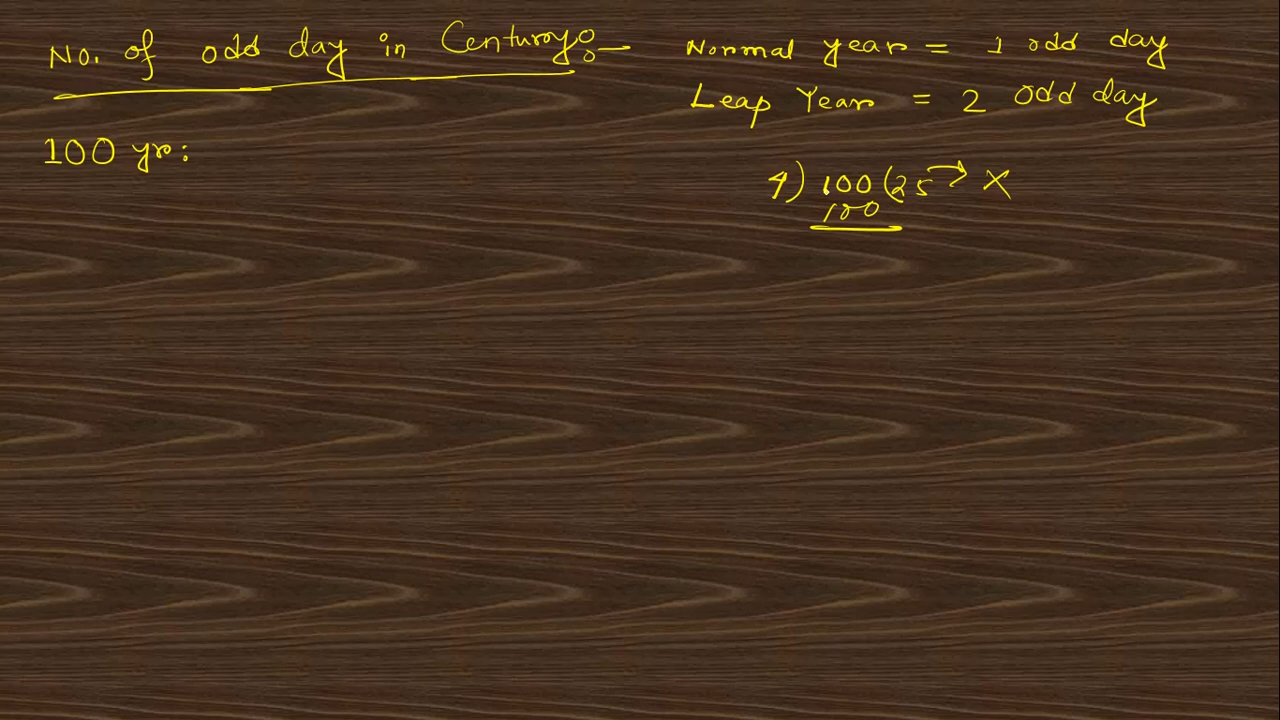 No. of odd day in Century:-
Normal year = 1 odd day
Leap Year = 2 odd day
100 yr:
4) 100 (25 → X
100